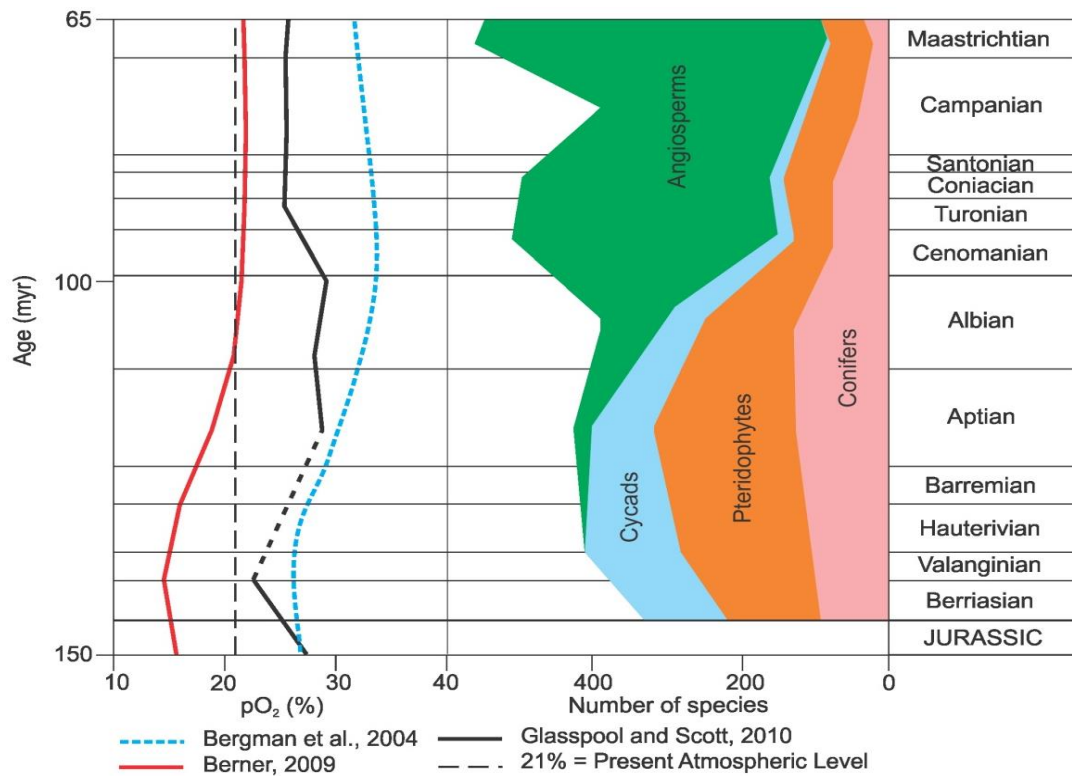 65
100
150
Age (myr)
10
20
30
40
pO₂ (%)
400
200
0
Number of species
Angiosperms
Cycads
Pteridophytes
Conifers
Maastrichtian
Campanian
Santonian
Coniacian
Turonian
Cenomanian
Albian
Aptian
Barremian
Hauterivian
Valanginian
Berriasian
JURASSIC
Bergman et al., 2004
Glasspool and Scott, 2010
Berner, 2009
21% = Present Atmospheric Level